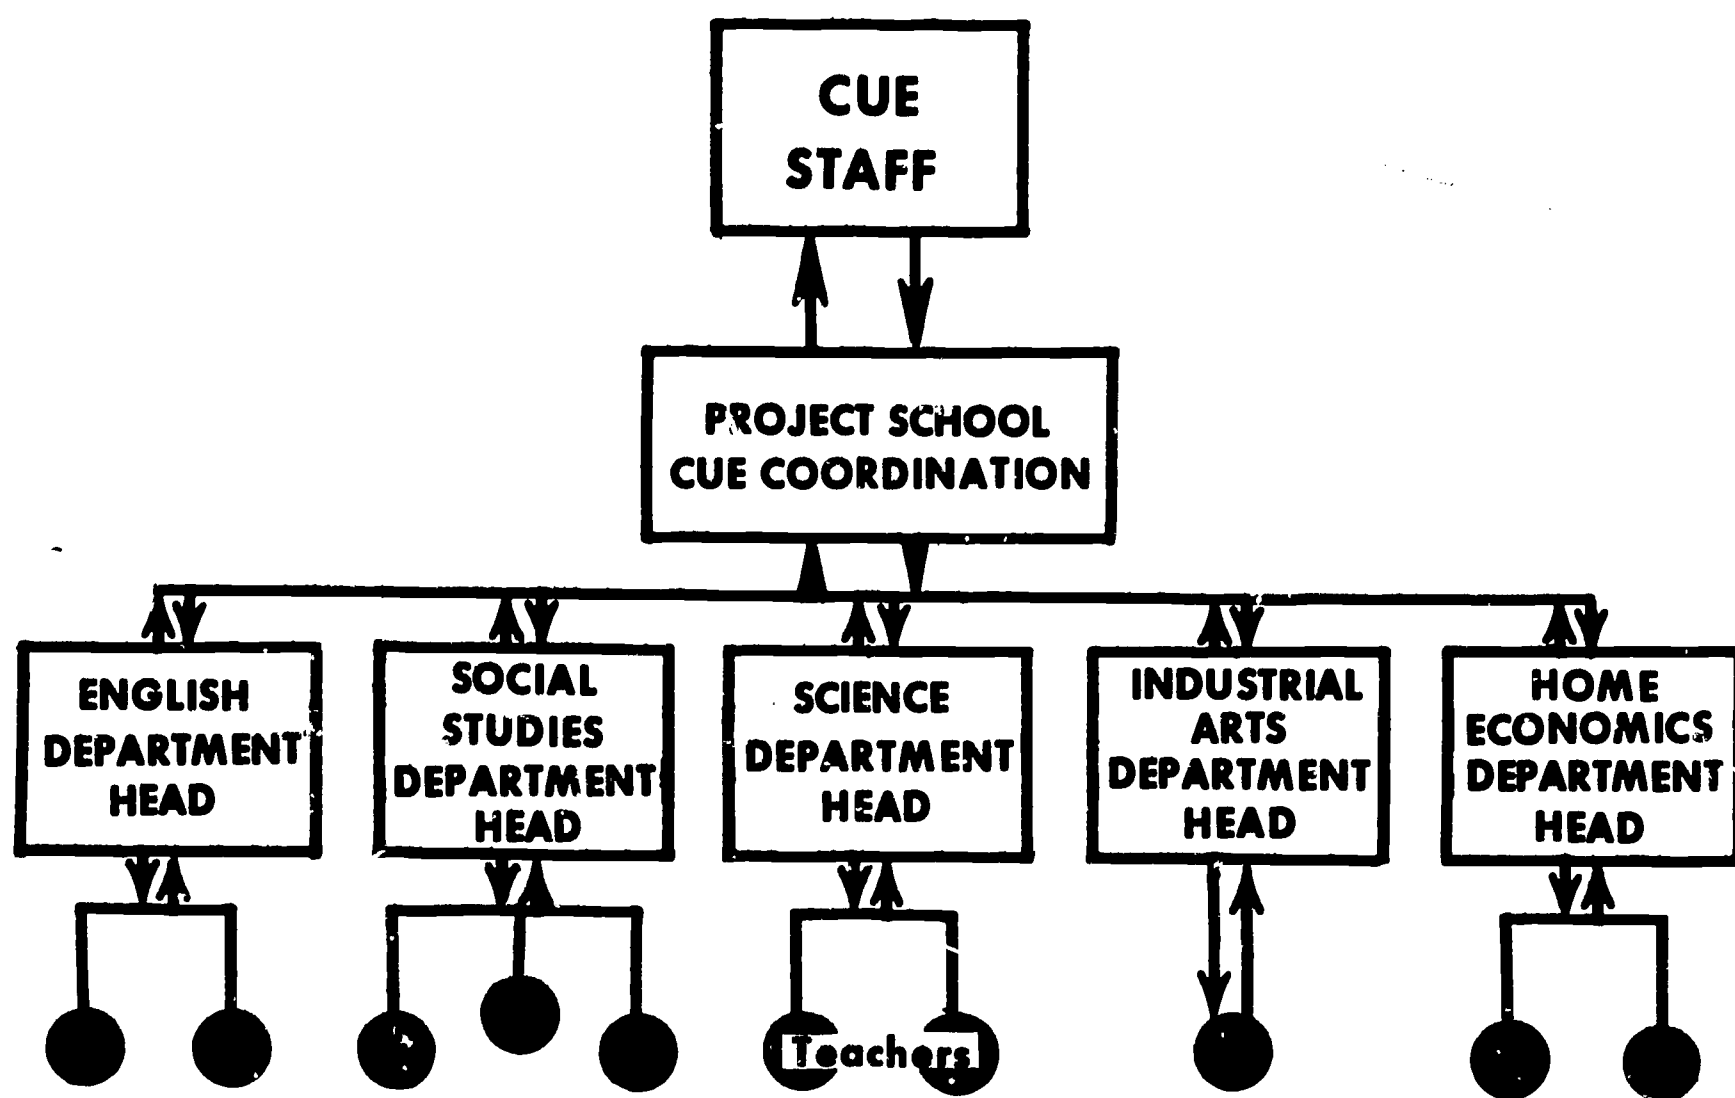 CUE
STAFF
PROJECT SCHOOL
CUE COORDINATION
ENGLISH
DEPARTMENT
HEAD
SOCIAL
STUDIES
DEPARTMENT
HEAD
SCIENCE
DEPARTMENT
HEAD
INDUSTRIAL
ARTS
DEPARTMENT
HEAD
HOME
ECONOMICS
DEPARTMENT
HEAD
Teachers